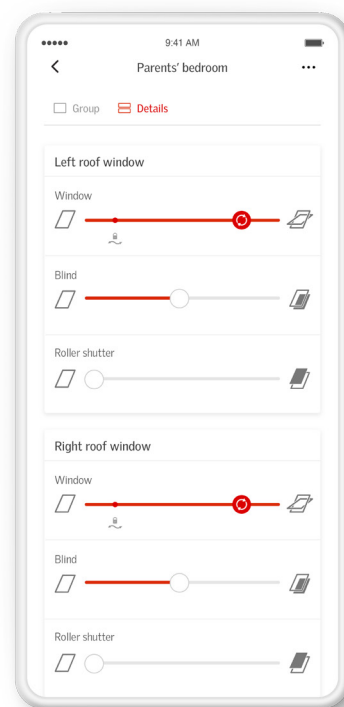 9:41 AM
Parents' bedroom
Group
Details
Left roof window
Window
Blind
Roller shutter
Right roof window
Window
Blind
Roller shutter